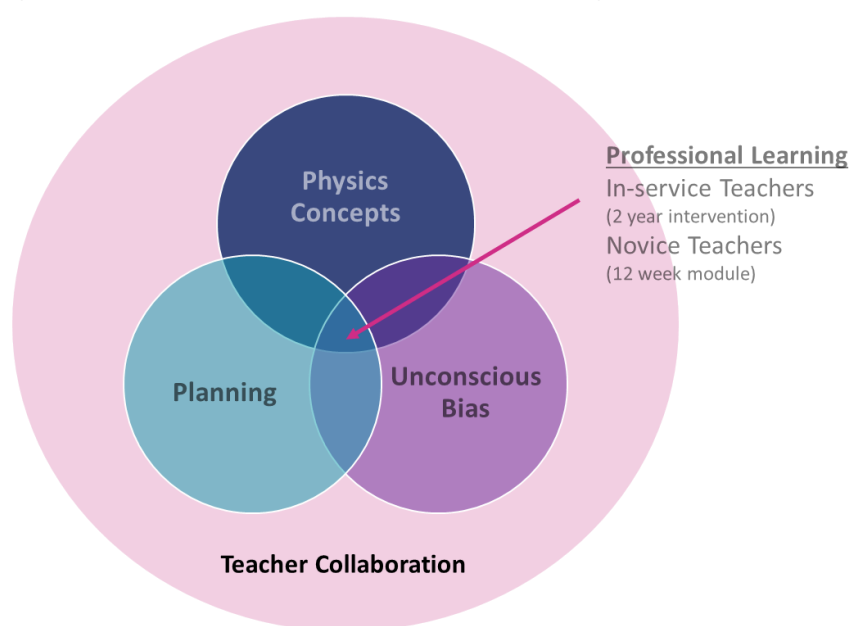 Physics
Concepts
Professional Learning
In-service Teachers
(2 year intervention)
Novice Teachers
(12 week module)
Planning
Unconscious
Bias
Teacher Collaboration